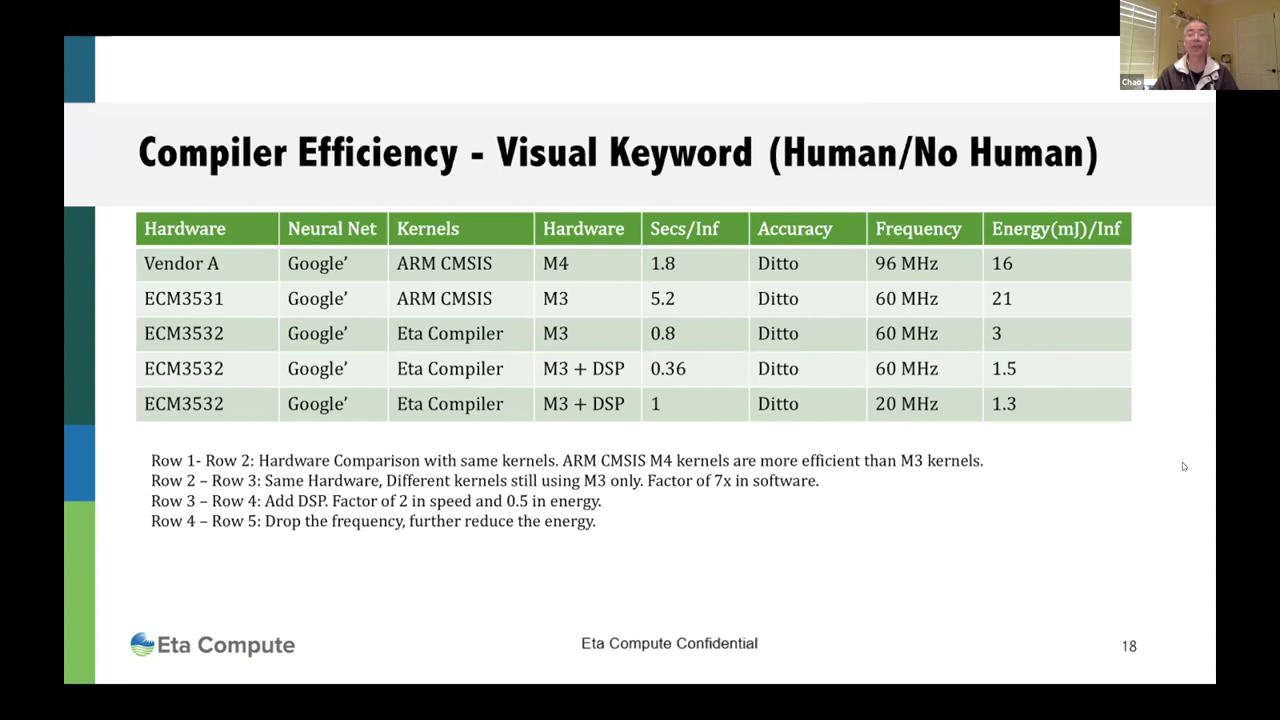 Chao
Compiler Efficiency - Visual Keyword (Human/No Human)
Hardware Neural Net Kernels Hardware Secs/Inf Accuracy Frequency Energy(mJ)/Inf
Vendor A Google’ ARM CMSIS M4 1.8 Ditto 96 MHz 16
ECM3531 Google’ ARM CMSIS M3 5.2 Ditto 60 MHz 21
ECM3532 Google’ Eta Compiler M3 0.8 Ditto 60 MHz 3
ECM3532 Google’ Eta Compiler M3 + DSP 0.36 Ditto 60 MHz 1.5
ECM3532 Google’ Eta Compiler M3 + DSP 1 Ditto 20 MHz 1.3
Row 1- Row 2: Hardware Comparison with same kernels. ARM CMSIS M4 kernels are more efficient than M3 kernels.
Row 2 – Row 3: Same Hardware, Different kernels still using M3 only. Factor of 7x in software.
Row 3 – Row 4: Add DSP. Factor of 2 in speed and 0.5 in energy.
Row 4 – Row 5: Drop the frequency, further reduce the energy.
Eta Compute Eta Compute Confidential 18